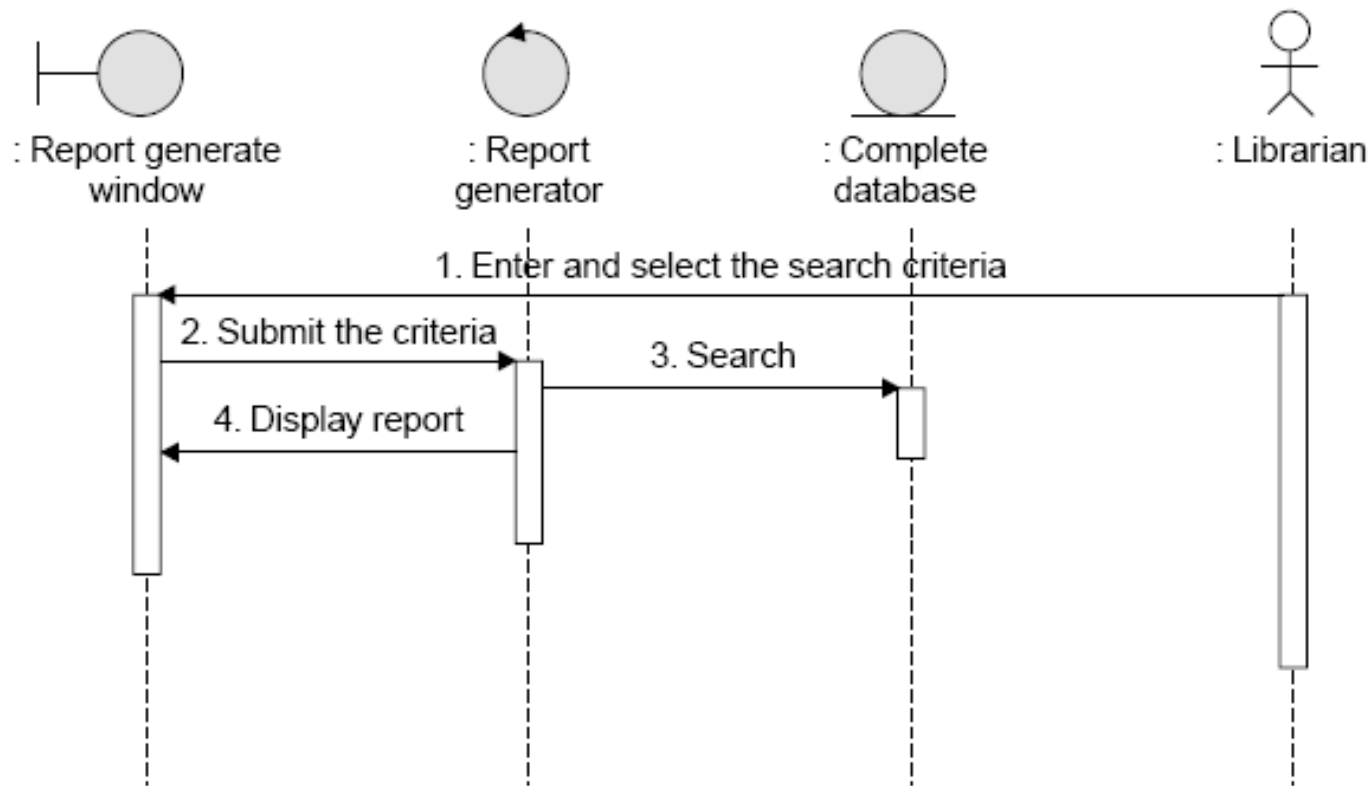 : Report generate
window
: Report
generator
: Complete
database
: Librarian
1. Enter and select the search criteria
2. Submit the criteria
3. Search
4. Display report